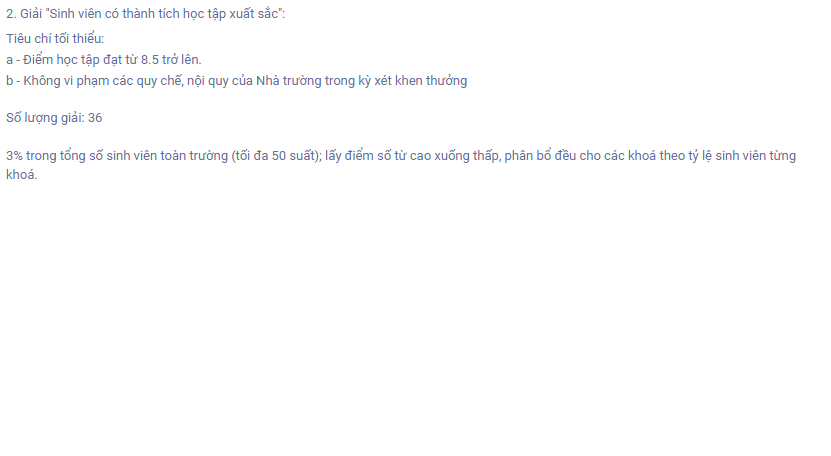 2. Giải "Sinh viên có thành tích học tập xuất sắc":
Tiêu chí tối thiểu:
a - Điểm học tập đạt từ 8.5 trở lên.
b - Không vi phạm các quy chế, nội quy của Nhà trường trong kỳ xét khen thưởng
Số lượng giải: 36
3% trong tổng số sinh viên toàn trường (tối đa 50 suất); lấy điểm số từ cao xuống thấp, phân bổ đều cho các khoá theo tỷ lệ sinh viên từng
khoá.